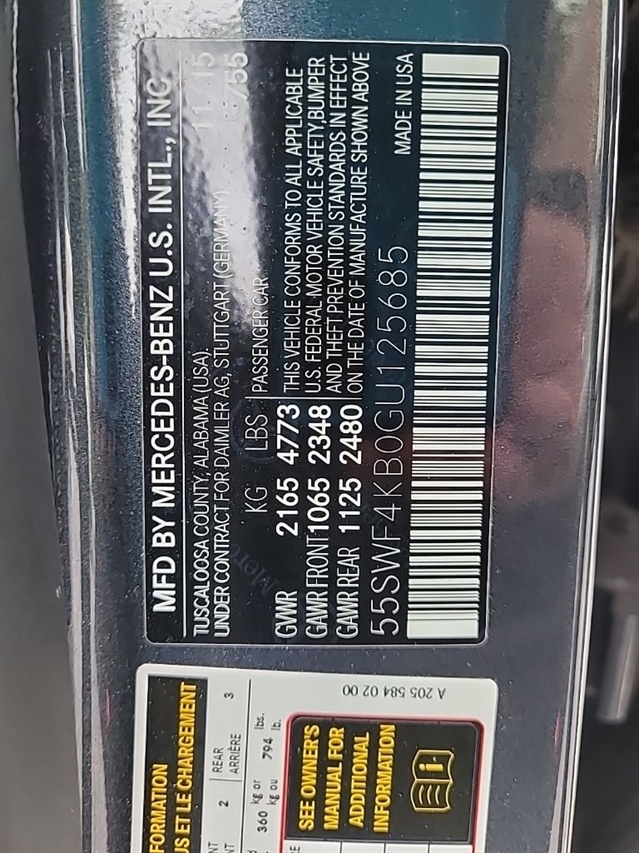 MFD BY MERCEDES-BENZ U.S. INTL., INC.
11/15
/55
TUSCALOOSA COUNTY, ALABAMA (USA),
UNDER CONTRACT FOR DAIMLER AG, STUTTGART (GERMANY)
KG LBS PASSENGER CAR
GVWR 2165 4773
GAWR FRONT 1065 2348
GAWR REAR 1125 2480
THIS VEHICLE CONFORMS TO ALL APPLICABLE
U.S. FEDERAL MOTOR VEHICLE SAFETY, BUMPER
AND THEFT PREVENTION STANDARDS IN EFFECT
ON THE DATE OF MANUFACTURE SHOWN ABOVE
55SWF4KB0GU125685
MADE IN USA
FORMATION
US ET LE CHARGEMENT
2 REAR 3
ARRIÈRE
360 kg or 794 lbs.
kg ou lb.
SEE OWNER'S
MANUAL FOR
ADDITIONAL
INFORMATION
A 205 584 02 00